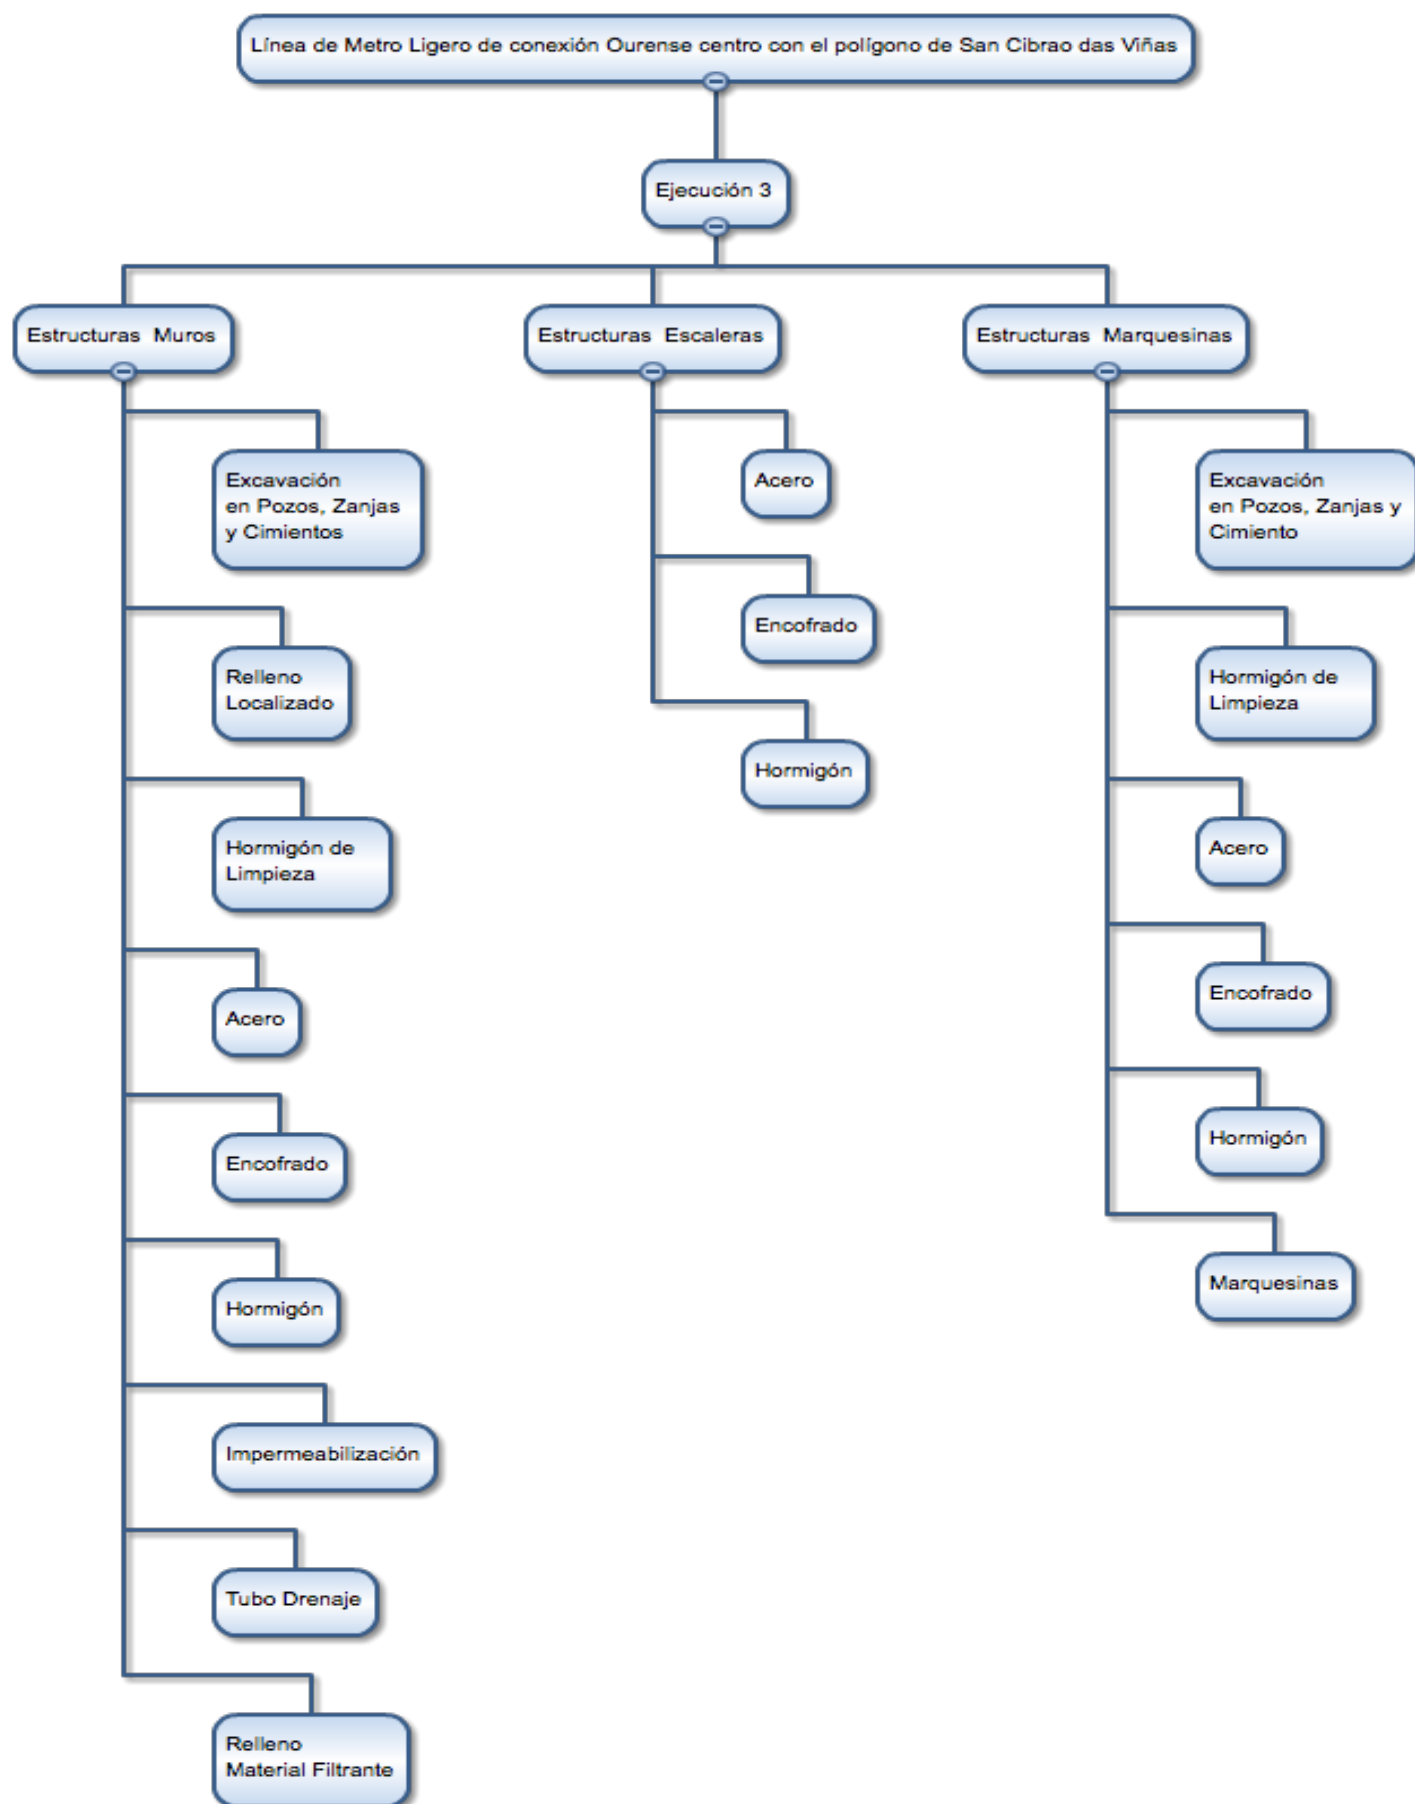 Línea de Metro Ligero de conexión Ourense centro con el polígono de San Cibrao das Viñas
Ejecución 3
Estructuras  Muros
Excavación
en Pozos, Zanjas
y Cimientos
Relleno
Localizado
Hormigón de
Limpieza
Acero
Encofrado
Hormigón
Impermeabilización
Tubo Drenaje
Relleno
Material Filtrante
Estructuras  Escaleras
Acero
Encofrado
Hormigón
Estructuras  Marquesinas
Excavación
en Pozos, Zanjas y
Cimiento
Hormigón de
Limpieza
Acero
Encofrado
Hormigón
Marquesinas